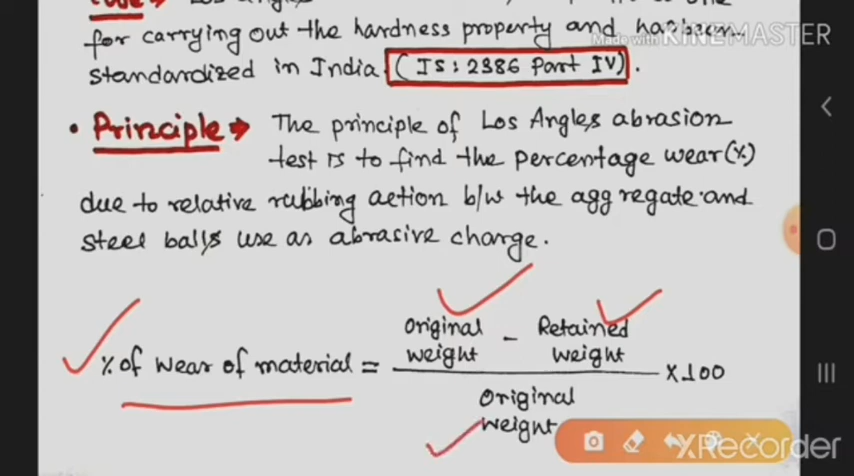 for carrying out the hardness property and has been
Made with KINEMASTER
standardized in India. (IS: 2386 Part IV).
• Principle → The principle of Los Angles abrasion
test is to find the percentage wear (%)
due to relative rubbing action b/w the aggregate and
steel balls use as abrasive charge.
% of wear of material = Original weight - Retained weight × 100
Original weight
XRecorder